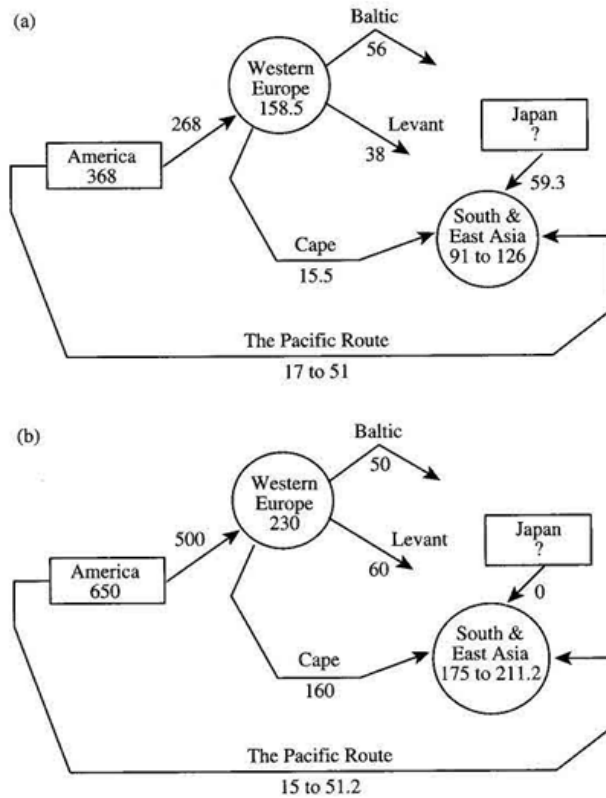 (a)
Baltic
56
Western
Europe
158.5
268
Levant
38
Japan
?
America
368
59.3
South &
East Asia
91 to 126
Cape
15.5
The Pacific Route
17 to 51
(b)
Baltic
50
Western
Europe
230
500
Levant
60
Japan
?
America
650
0
South &
East Asia
175 to 211.2
Cape
160
The Pacific Route
15 to 51.2